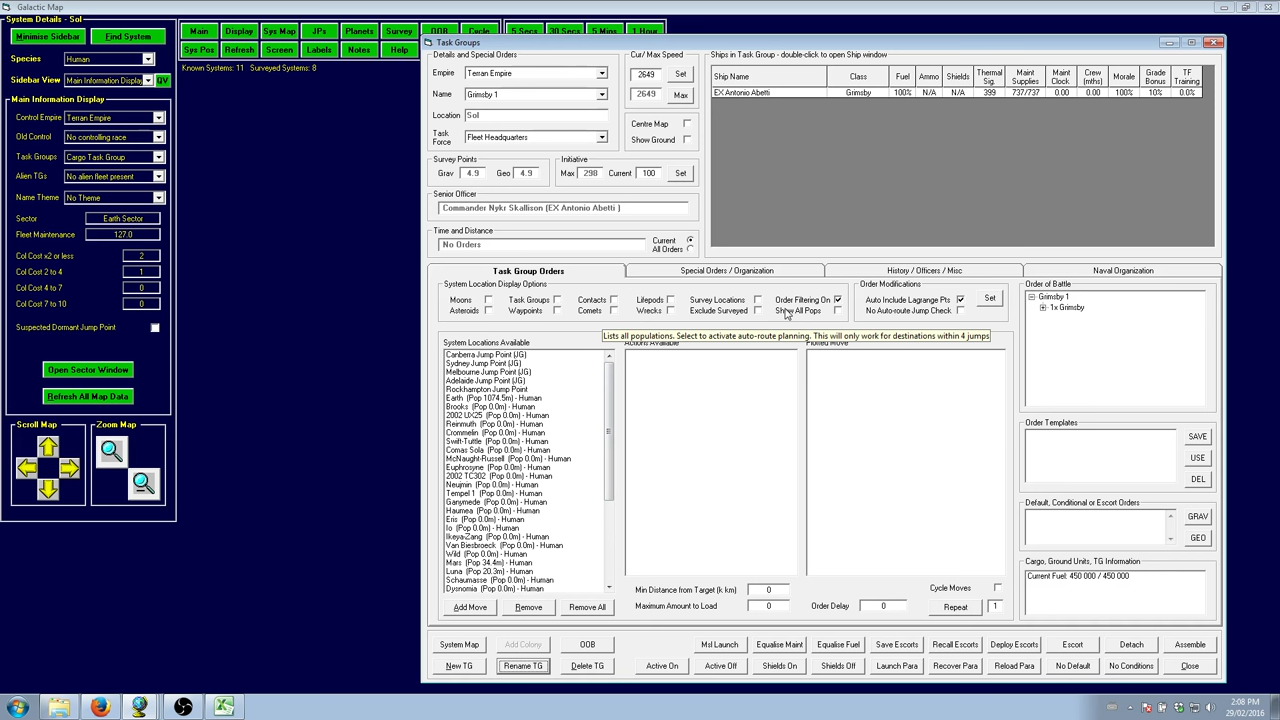 Galactic Map
System Details - Sol
Minimise Sidebar
Find System
Species
Human
Sidebar View
Main Information Display
QV
Main Information Display
Control Empire
Terran Empire
Old Control
No controlling race
Task Groups
Cargo Task Group
Alien TGs
No alien fleet present
Name Theme
No Theme
Sector
Earth Sector
Fleet Maintenance
127.0
Col Cost x2 or less
2
Col Cost 2 to 4
1
Col Cost 4 to 7
0
Col Cost 7 to 10
0
Suspected Dormant Jump Point
Open Sector Window
Refresh All Map Data
Scroll Map
Zoom Map
Main
Display
Sys Map
JPs
Planets
Survey
OOB
Cycle
5 Secs
30 Secs
5 Mins
1 Hour
Sys Pos
Refresh
Screen
Labels
Notes
Help
Known Systems: 11 Surveyed Systems: 8
Task Groups
Details and Special Orders
Empire
Terran Empire
Name
Grimsby 1
Location
Sol
Task Force
Fleet Headquarters
Cur/ Max Speed
2649
Set
2649
Max
Centre Map
Show Ground
Survey Points
Grav
4.9
Geo
4.9
Initiative
Max
298
Current
100
Set
Senior Officer
Commander Nykr Skallison (EX Antonio Abetti )
Time and Distance
No Orders
Current
All Orders
Ships in Task Group - double-click to open Ship window
Ship Name Class Fuel Ammo Shields Thermal Sig. Maint Supplies Maint Clock Crew (mths) Morale Grade Bonus TF Training
EX Antonio Abetti Grimsby 100% N/A N/A 399 737/737 0.00 0.00 100% 10% 0.0%
Task Group Orders
Special Orders / Organization
History / Officers / Misc
Naval Organization
System Location Display Options
Moons
Task Groups
Contacts
Lifepods
Survey Locations
Order Filtering On
Asteroids
Waypoints
Comets
Wrecks
Exclude Surveyed
Show All Pops
Order Modifications
Auto Include Lagrange Pts
Set
No Auto-route Jump Check
Lists all populations. Select to activate auto-route planning. This will only work for destinations within 4 jumps
System Locations Available
Actions Available
Plotted Move
Canberra Jump Point (JG)
Sydney Jump Point (JG)
Melbourne Jump Point (JG)
Adelaide Jump Point (JG)
Rockhampton Jump Point
Earth (Pop 1074.5m) - Human
Brooks (Pop 0.0m) - Human
2002 UX25 (Pop 0.0m) - Human
Reinmuth (Pop 0.0m) - Human
Crommelin (Pop 0.0m) - Human
Swift-Tuttle (Pop 0.0m) - Human
Comas Sola (Pop 0.0m) - Human
McNaught-Russell (Pop 0.0m) - Human
Euphrosyne (Pop 0.0m) - Human
2002 TC302 (Pop 0.0m) - Human
Neujmin (Pop 0.0m) - Human
Tempel 1 (Pop 0.0m) - Human
Ganymede (Pop 0.0m) - Human
Haumea (Pop 0.0m) - Human
Eris (Pop 0.0m) - Human
Io (Pop 0.0m) - Human
Ikeya-Zang (Pop 0.0m) - Human
Van Biesbroeck (Pop 0.0m) - Human
Wild (Pop 0.0m) - Human
Mars (Pop 34.4m) - Human
Luna (Pop 20.3m) - Human
Schaumasse (Pop 0.0m) - Human
Dysnomia (Pop 0.0m) - Human
Add Move
Remove
Remove All
Min Distance from Target (k km)
0
Maximum Amount to Load
0
Order Delay
0
Cycle Moves
Repeat
1
Order of Battle
Grimsby 1
1x Grimsby
Order Templates
SAVE
USE
DEL
Default, Conditional or Escort Orders
GRAV
GEO
Cargo, Ground Units, TG Information
Current Fuel: 450 000 / 450 000
System Map
Add Colony
OOB
Msl Launch
Equalise Maint
Equalise Fuel
Save Escorts
Recall Escorts
Deploy Escorts
Escort
Detach
Assemble
New TG
Rename TG
Delete TG
Active On
Active Off
Shields On
Shields Off
Launch Para
Recover Para
Reload Para
No Default
No Conditions
Close
2:08 PM
29/02/2016